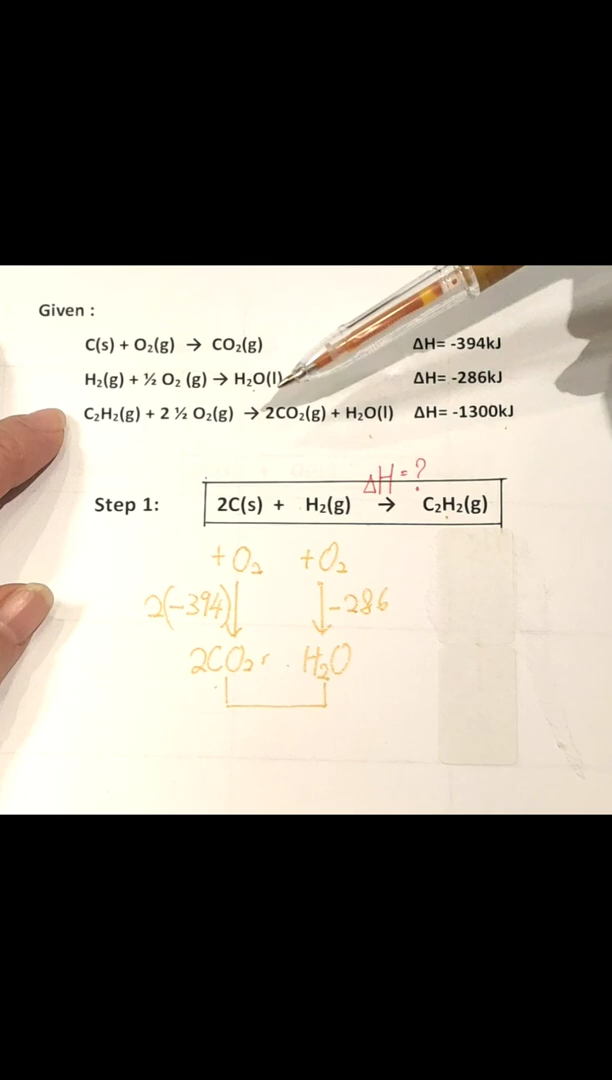 Given :
C(s) + O₂(g) → CO₂(g) ΔH= -394kJ
H₂(g) + ½ O₂ (g) → H₂O(l) ΔH= -286kJ
C₂H₂(g) + 2 ½ O₂(g) → 2CO₂(g) + H₂O(l) ΔH= -1300kJ
ΔH = ?
Step 1: 2C(s) + H₂(g) → C₂H₂(g)
+O₂ +O₂
2(-394) ↓ ↓ -286
2CO₂ H₂O